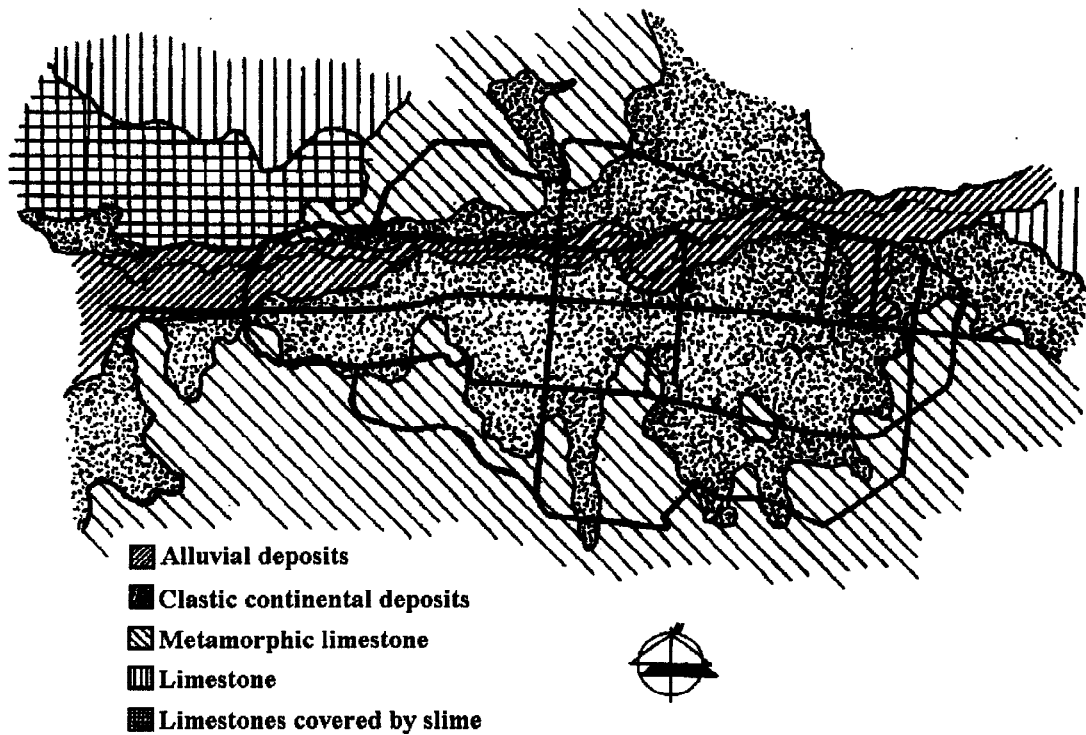 Alluvial deposits
Clastic continental deposits
Metamorphic limestone
Limestone
Limestones covered by slime